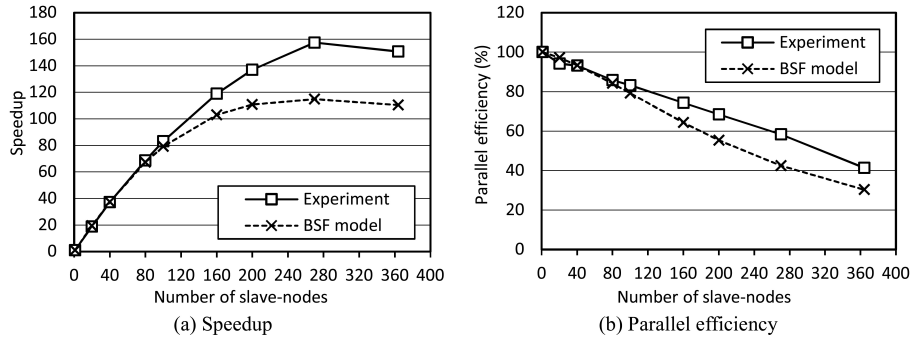 180
160
140
120
100
80
60
40
20
0
Speedup
Experiment
BSF model
0 40 80 120 160 200 240 280 320 360 400
Number of slave-nodes
(a) Speedup
120
100
80
60
40
20
0
Parallel efficiency (%)
Experiment
BSF model
0 40 80 120 160 200 240 280 320 360 400
Number of slave-nodes
(b) Parallel efficiency